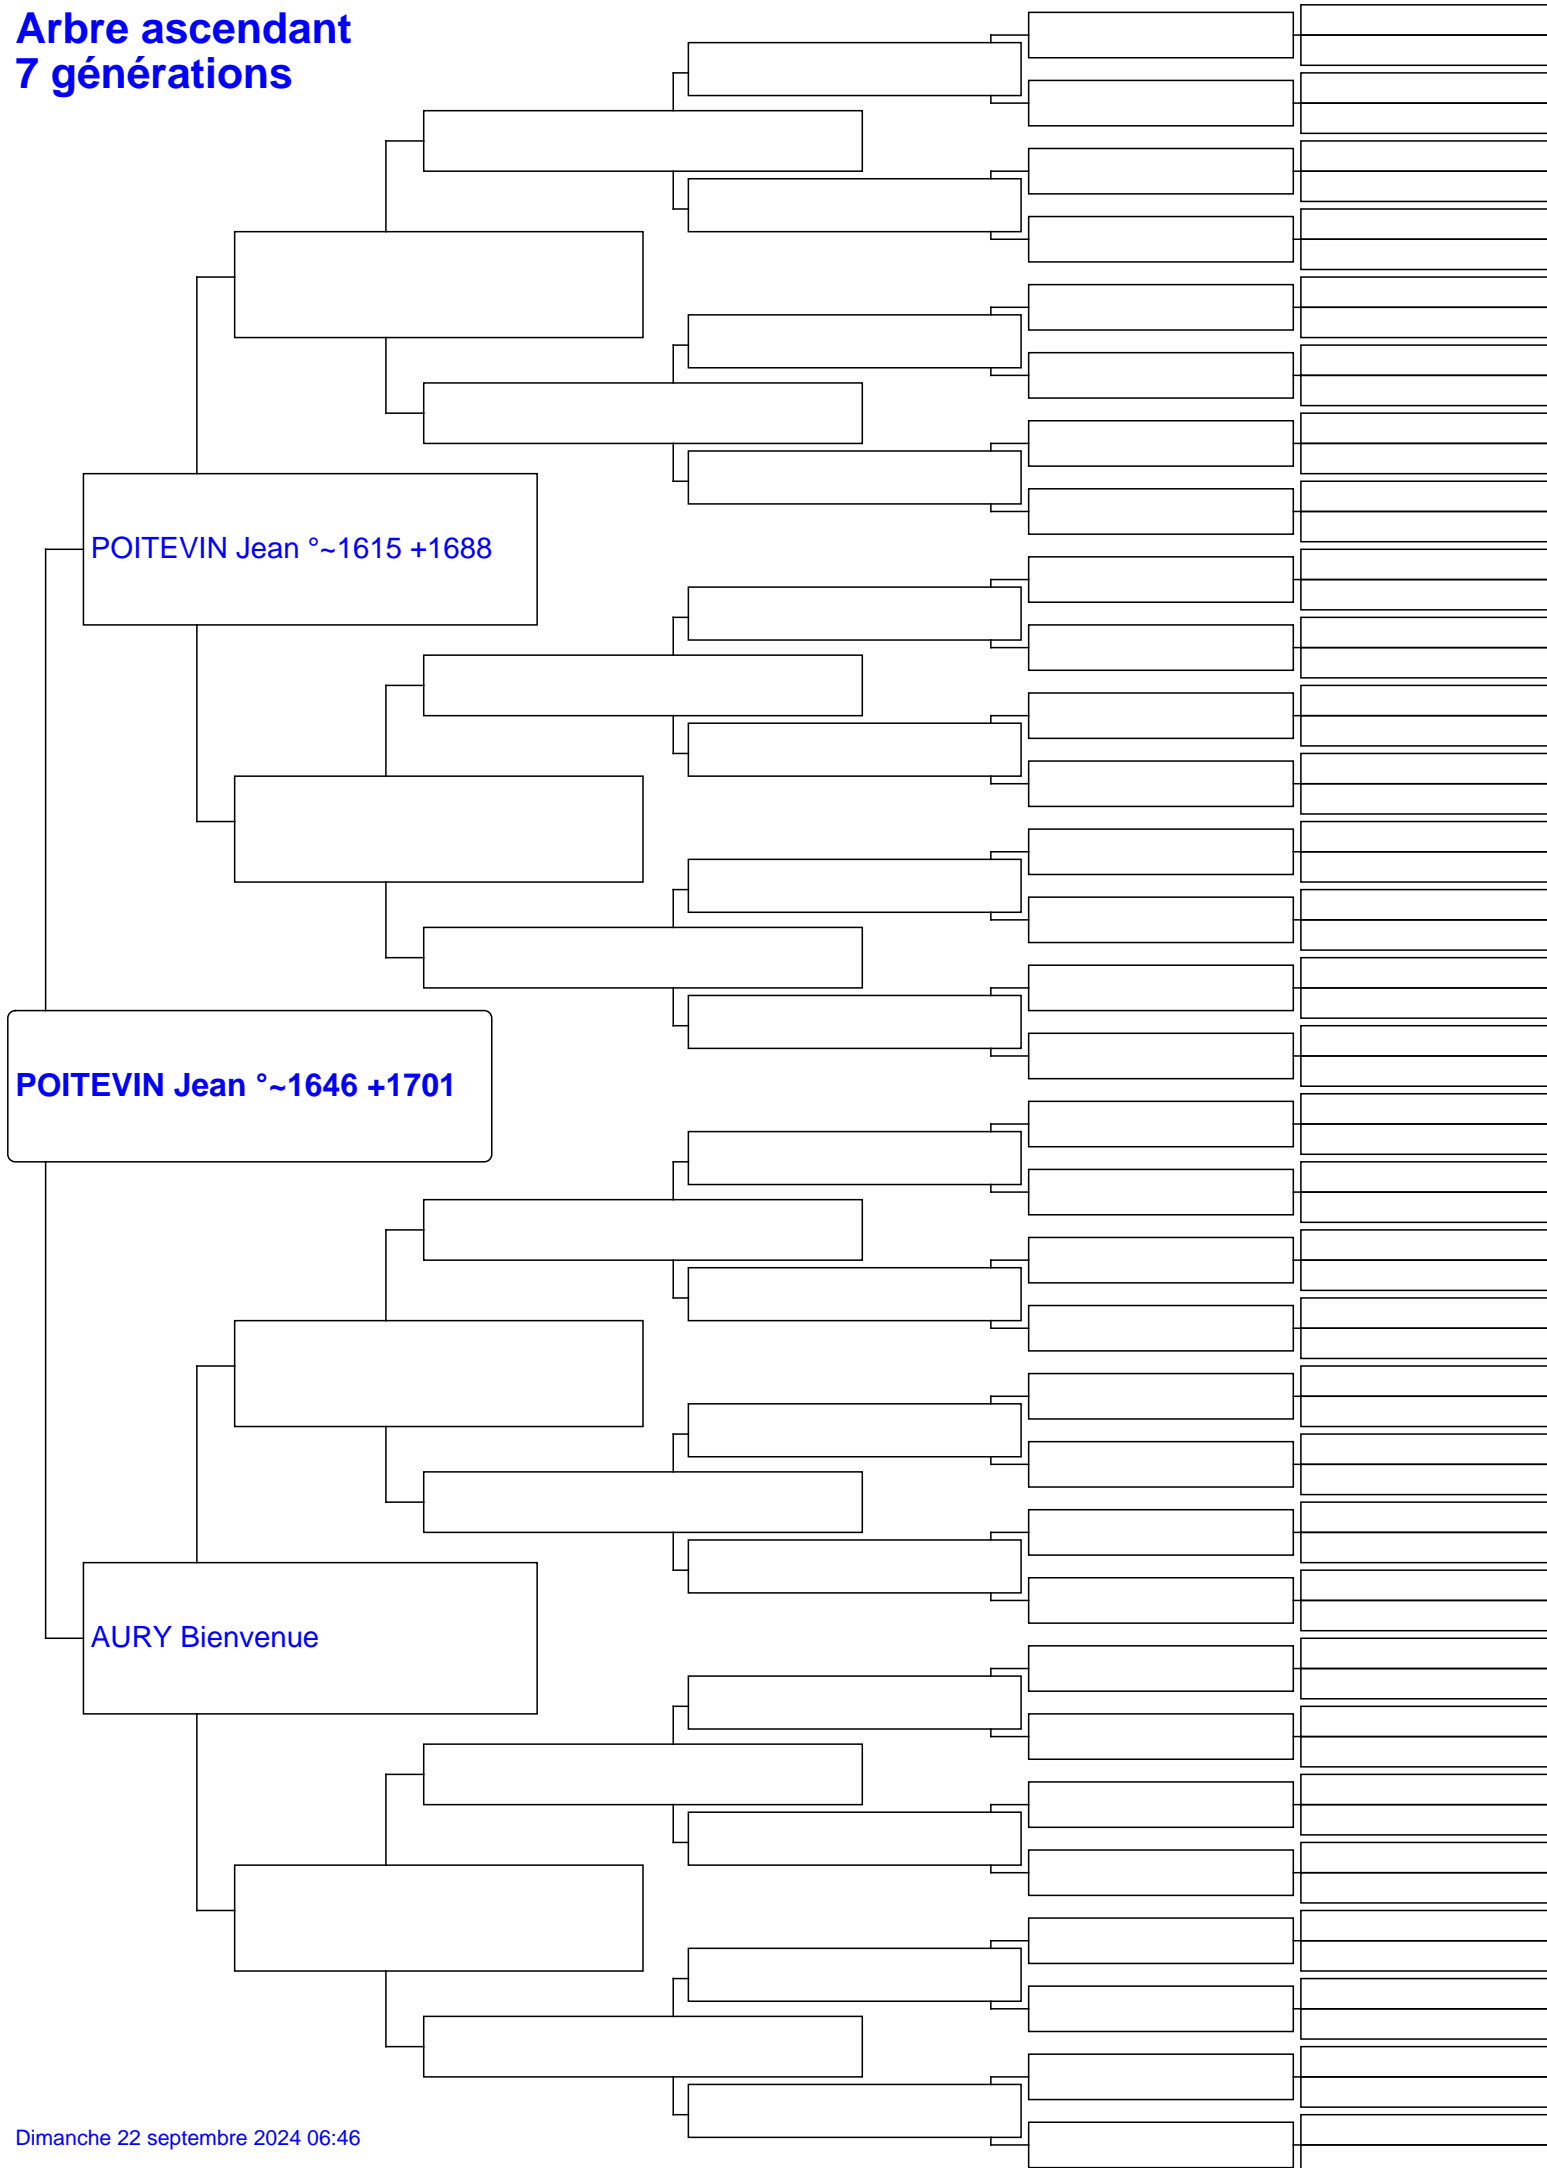 Arbre ascendant
7 générations
POITEVIN Jean °~1615 +1688
POITEVIN Jean °~1646 +1701
AURY Bienvenue
Dimanche 22 septembre 2024 06:46